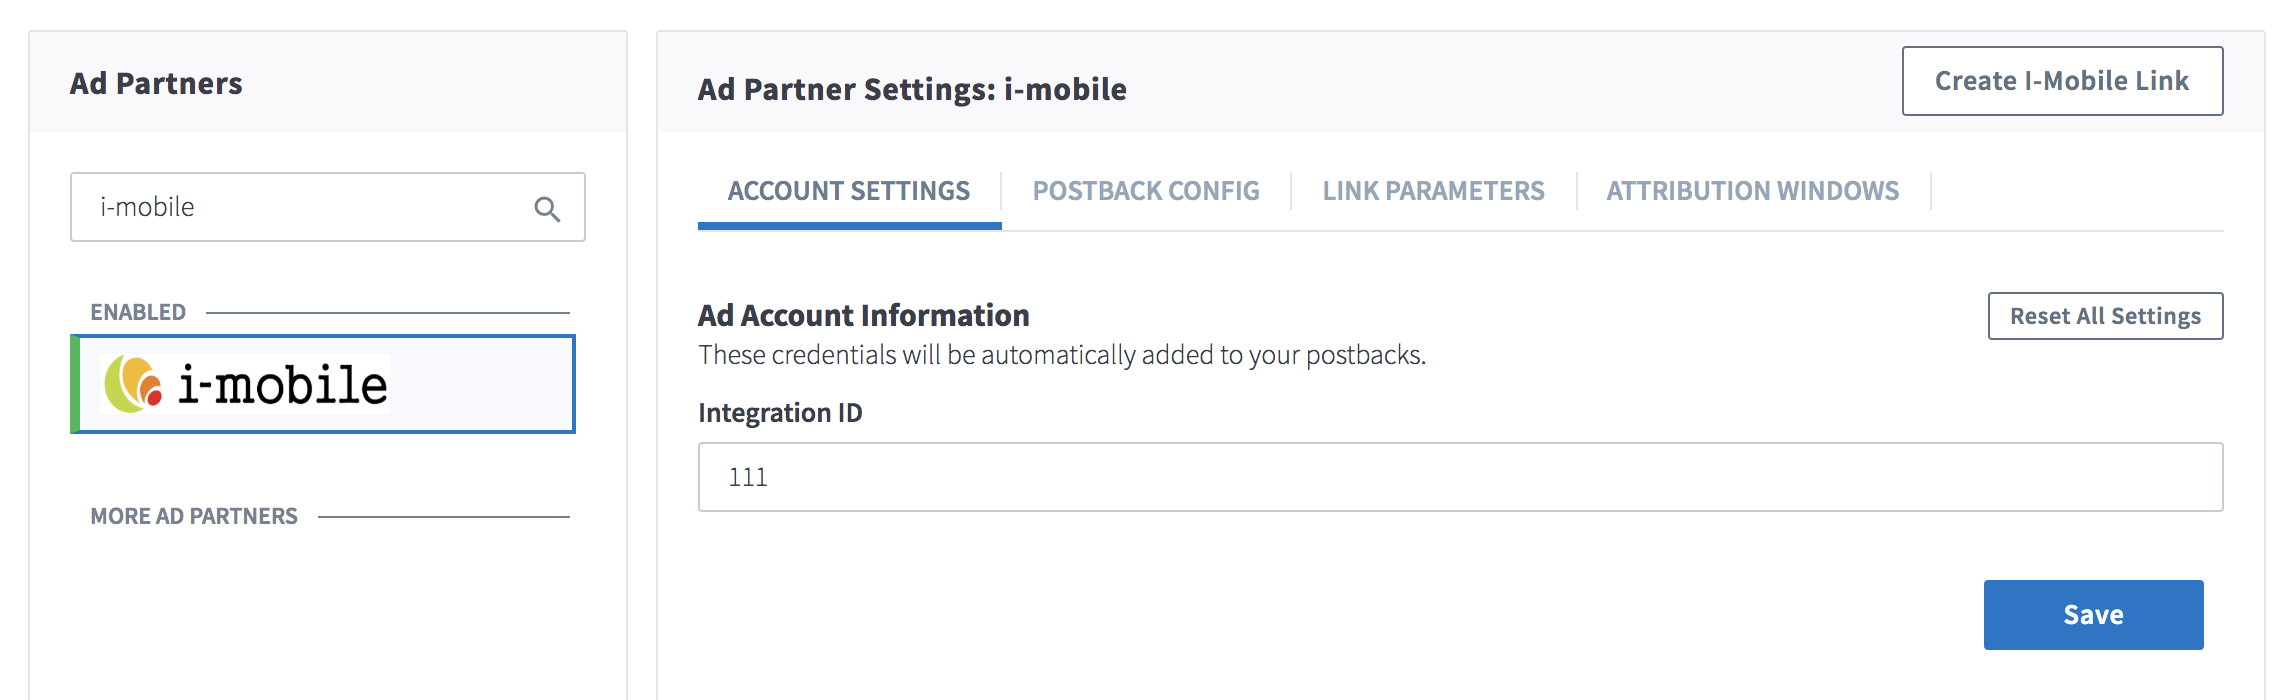 Ad Partners
i-mobile
ENABLED
i-mobile
MORE AD PARTNERS
Ad Partner Settings: i-mobile
Create I-Mobile Link
ACCOUNT SETTINGS
POSTBACK CONFIG
LINK PARAMETERS
ATTRIBUTION WINDOWS
Ad Account Information
Reset All Settings
These credentials will be automatically added to your postbacks.
Integration ID
111
Save